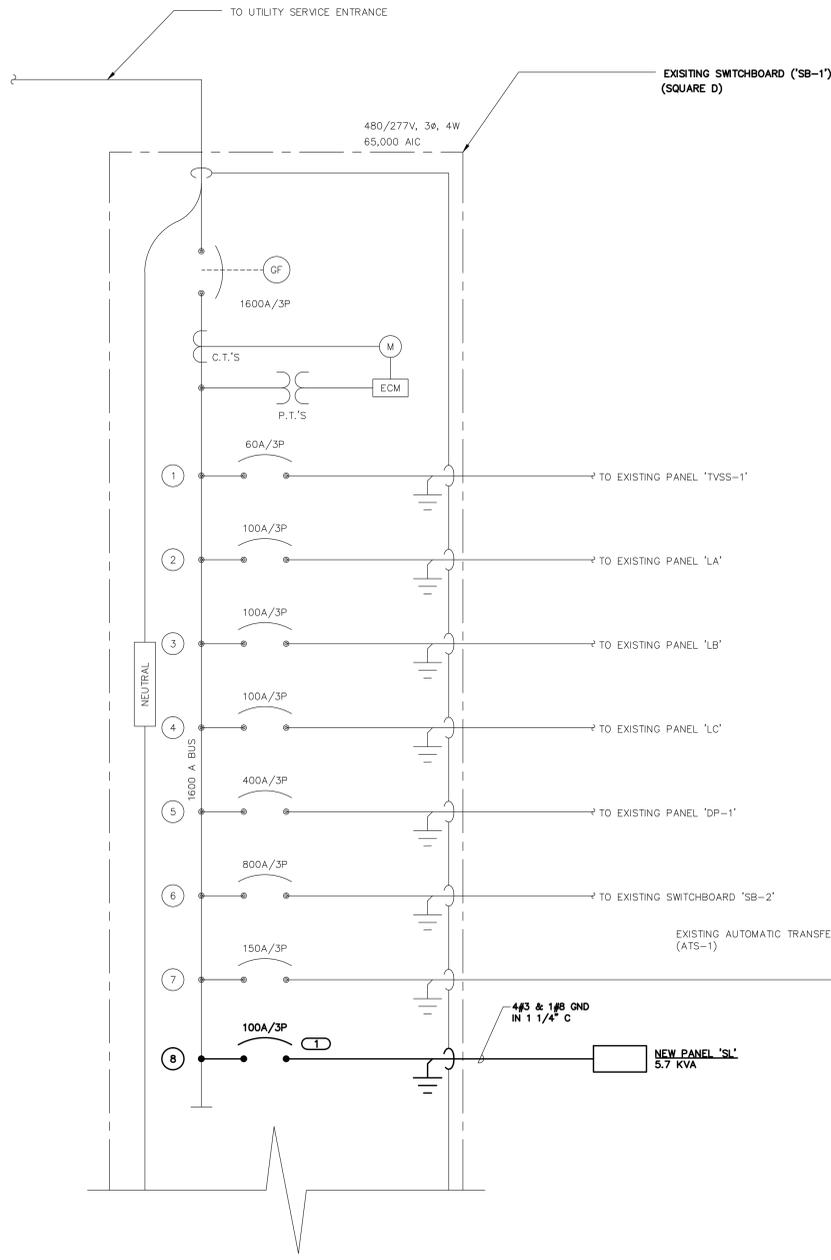 TO UTILITY SERVICE ENTRANCE
EXISITING SWITCHBOARD ('SB-1')
(SQUARE D)
480/277V, 3ø, 4W
65,000 AIC
GF
1600A/3P
C.T.'S
M
ECM
P.T.'S
60A/3P
1
TO EXISTING PANEL 'TVSS-1'
100A/3P
2
TO EXISTING PANEL 'LA'
100A/3P
3
TO EXISTING PANEL 'LB'
NEUTRAL
100A/3P
4
TO EXISTING PANEL 'LC'
1600 A BUS
400A/3P
5
TO EXISTING PANEL 'DP-1'
800A/3P
6
TO EXISTING SWITCHBOARD 'SB-2'
EXISTING AUTOMATIC TRANSFE
(ATS-1)
150A/3P
7
4#3 & 1#8 GND
IN 1 1/4" C
100A/3P
1
8
NEW PANEL 'SL'
5.7 KVA